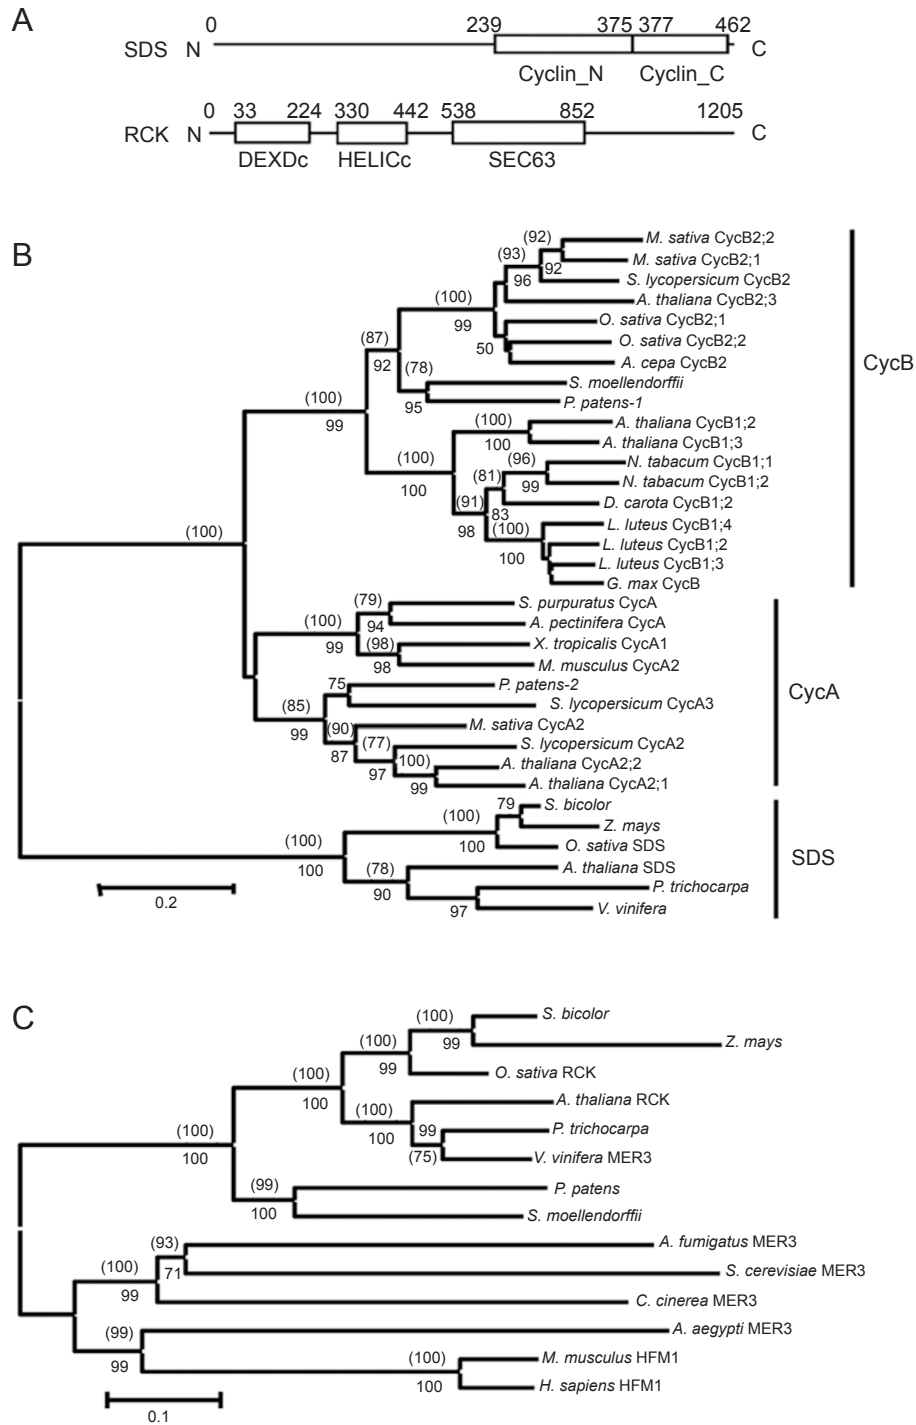 A
0 239 375 377 462
SDS N C
Cyclin_N Cyclin_C
0 33 224 330 442 538 852 1205
RCK N C
DEXDc HELICc SEC63
B
(92) M. sativa CycB2;2
(93) 92 M. sativa CycB2;1
96 S. lycopersicum CycB2
(100) A. thaliana CycB2;3
99 O. sativa CycB2;1
(87) 50 O. sativa CycB2;2
92 (78) A. cepa CycB2
CycB
S. moellendorffii
(100) 95 P. patens-1
99 (100) A. thaliana CycB1;2
100 A. thaliana CycB1;3
(100) (96) N. tabacum CycB1;1
100 (81) 99 N. tabacum CycB1;2
(91) 83 D. carota CycB1;2
98 (100) L. luteus CycB1;4
(100) 100 L. luteus CycB1;2
L. luteus CycB1;3
G. max CycB
(79) S. purpuratus CycA
(100) 94 A. pectinifera CycA
99 (98) X. tropicalis CycA1
98 M. musculus CycA2
75 P. patens-2
CycA
(85) S. lycopersicum CycA3
99 (90) M. sativa CycA2
87 (77) S. lycopersicum CycA2
97 100) A. thaliana CycA2;2
99 A. thaliana CycA2;1
79 S. bicolor
(100) Z. mays
(100) 100 O. sativa SDS
SDS
100 (78) A. thaliana SDS
90 P. trichocarpa
0.2 97 V. vinifera
C
(100) S. bicolor
(100) 99 Z. mays
99 O. sativa RCK
(100) A. thaliana RCK
100 (100) 99 P. trichocarpa
(100) 100 (75) V. vinifera MER3
100 (99) P. patens
100 S. moellendorffii
(93) A. fumigatus MER3
(100) 71 S. cerevisiae MER3
99 C. cinerea MER3
(99) A. aegypti MER3
99 (100) M. musculus HFM1
100 H. sapiens HFM1
0.1